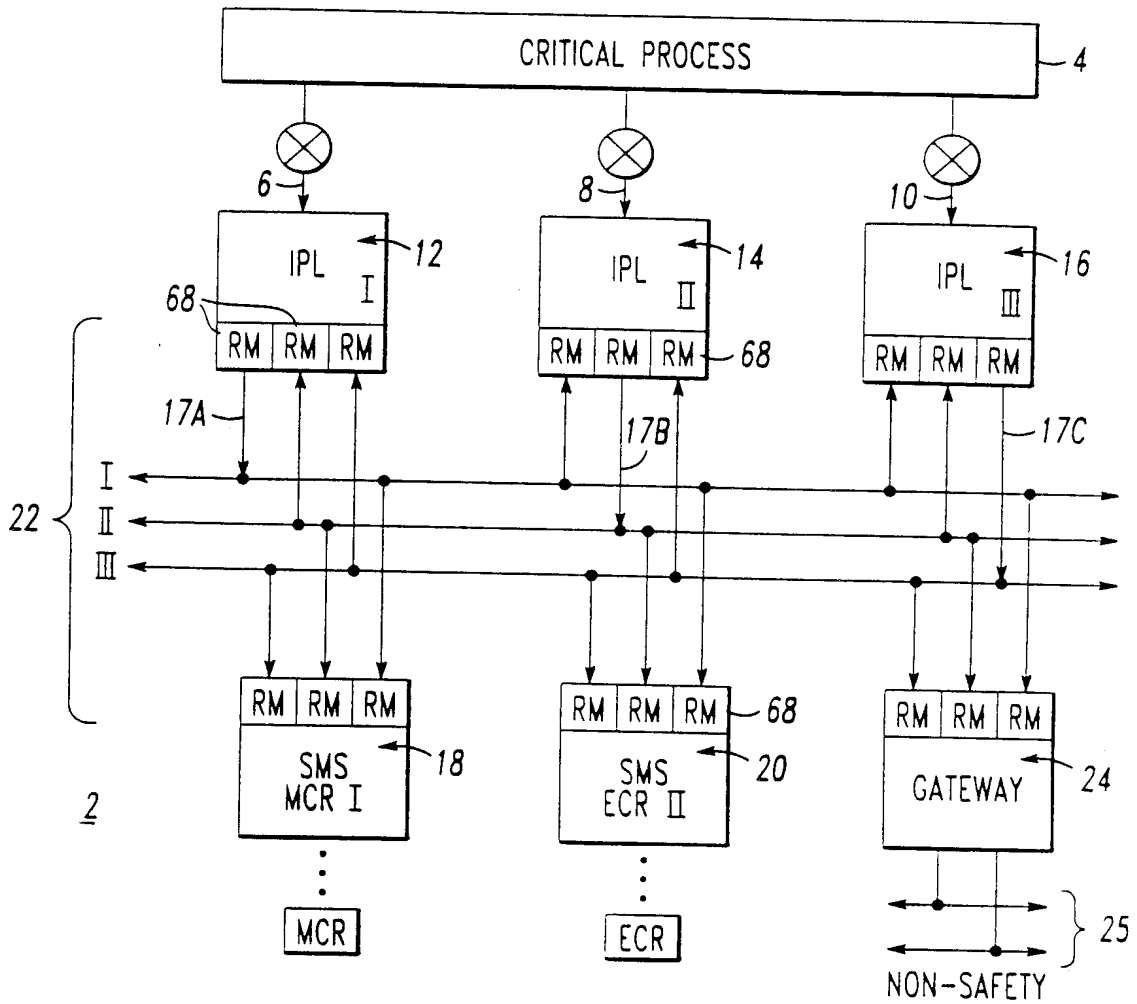 CRITICAL PROCESS
4
6
8
10
IPL I
12
IPL II
14
IPL III
16
68
RM RM RM
RM RM RM
68
RM RM RM
17A
17B
17C
22
I
II
III
RM RM RM
RM RM RM
68
RM RM RM
SMS
MCR I
18
SMS
ECR II
20
GATEWAY
24
2
MCR
ECR
25
NON-SAFETY